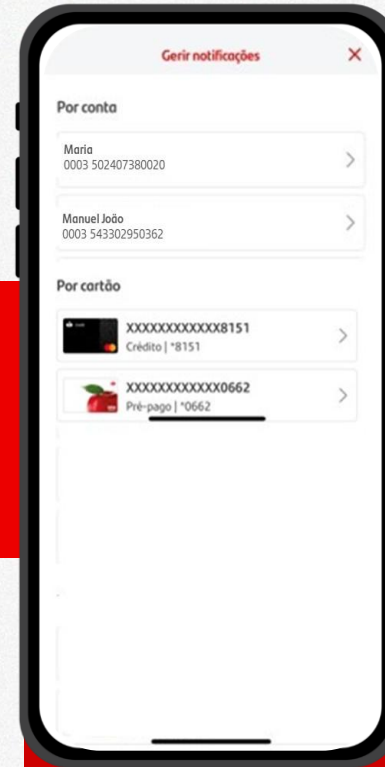 Gerir notificações
Por conta
Maria
0003 502407380020
Manuel João
0003 543302950362
Por cartão
XXXXXXXXXXXX8151
Crédito | *8151
XXXXXXXXXXXX0662
Pré-pago | *0662